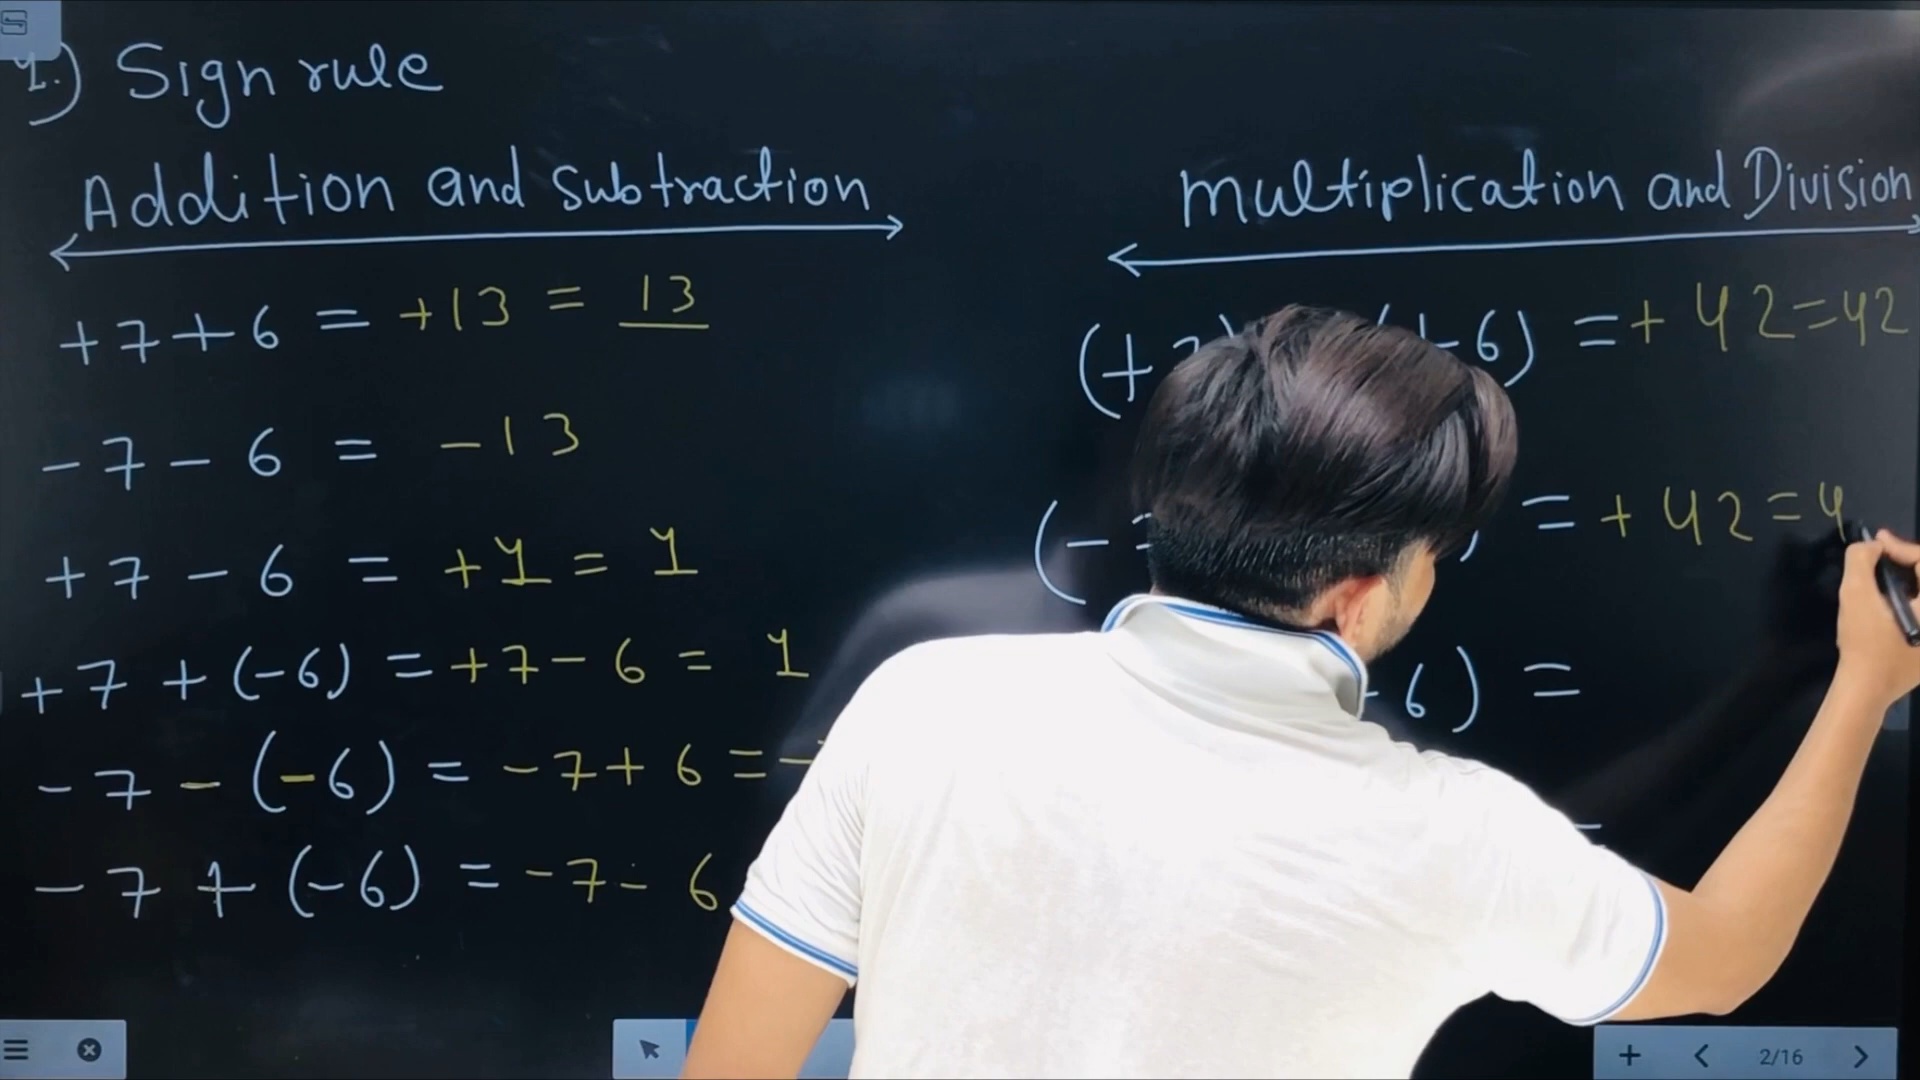 1.) Sign rule
Addition and subtraction
+7+6 = +13 = 13
-7-6 = -13
+7-6 = +1 = 1
+7+(-6) = +7-6 = 1
-7-(-6) = -7+6 = -
-7+(-6) = -7-6
multiplication and Division
(+ 6) = + 42 = 42
(- = + 42 = 4
6) =
2/16